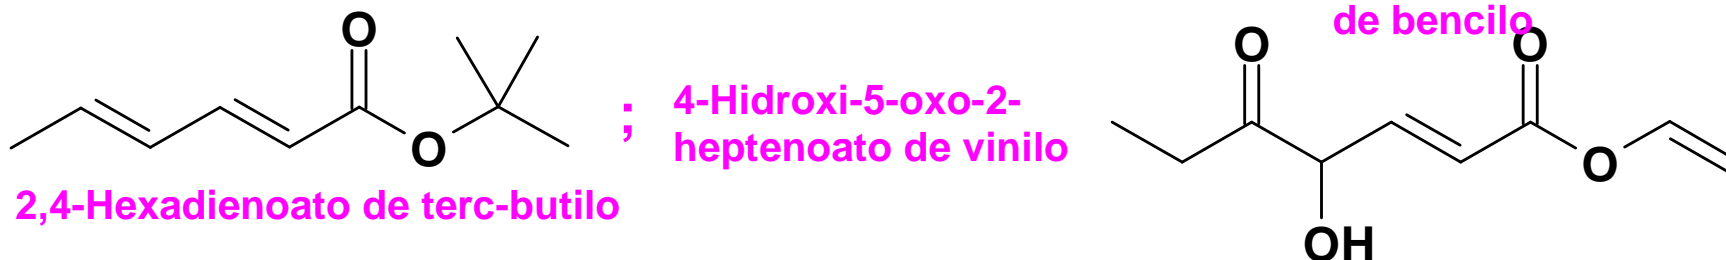 de bencilo
O
O
O
;
4-Hidroxi-5-oxo-2-
heptenoato de vinilo
O
O
2,4-Hexadienoato de terc-butilo
OH